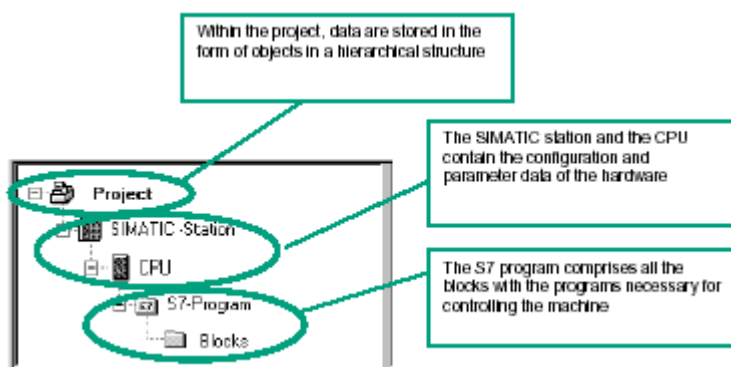 Within the project, data are stored in the
form of objects in a hierarchical structure
The SIMATIC station and the CPU
contain the configuration and
parameter data of the hardware
Project
SIMATIC -Station
CPU
The S7 program comprises all the
blocks with the programs necessary for
controlling the machine
S7-Program
Blocks